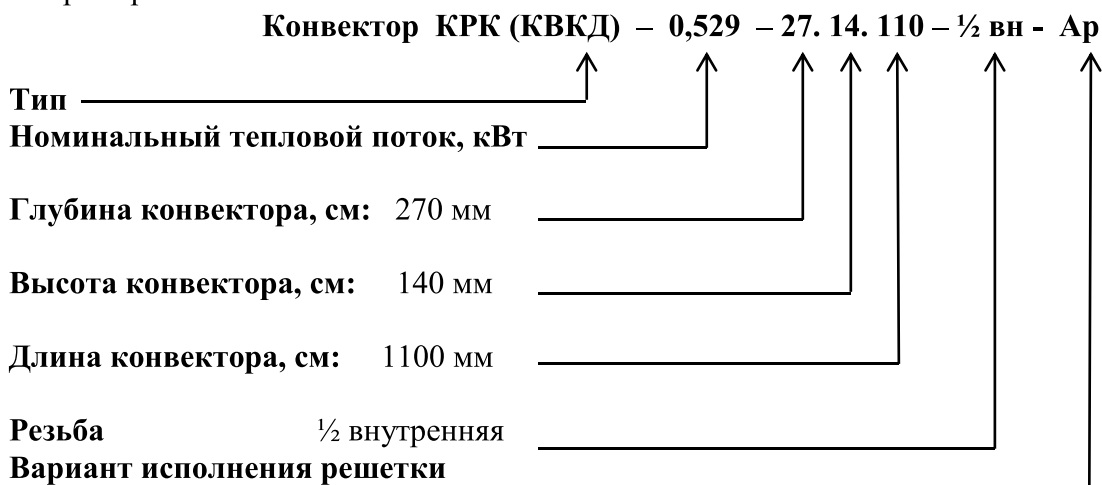 Конвектор КРК (КВКД) – 0,529 – 27. 14. 110 – ½ вн - Ар
Тип
Номинальный тепловой поток, кВт
Глубина конвектора, см: 270 мм
Высота конвектора, см: 140 мм
Длина конвектора, см: 1100 мм
Резьба ½ внутренняя
Вариант исполнения решетки